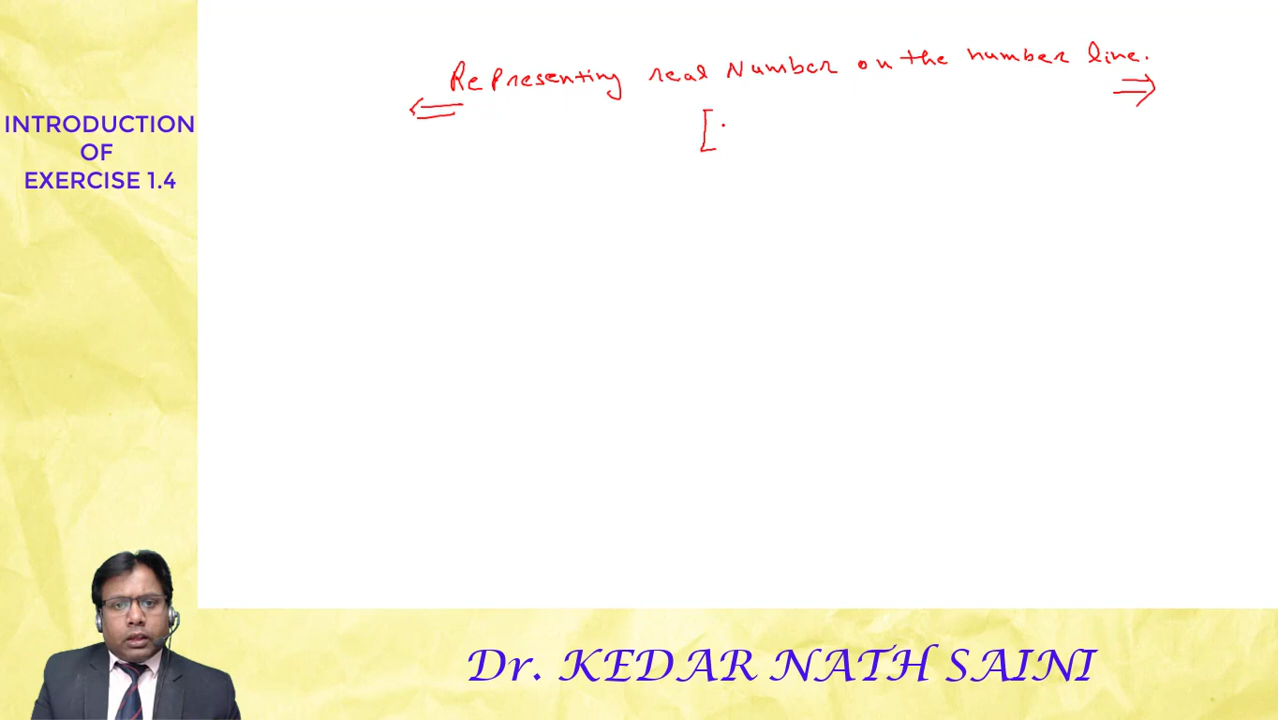 INTRODUCTION
OF
EXERCISE 1.4
Representing real Number on the number line.
[.
Dr. KEDAR NATH SAINI